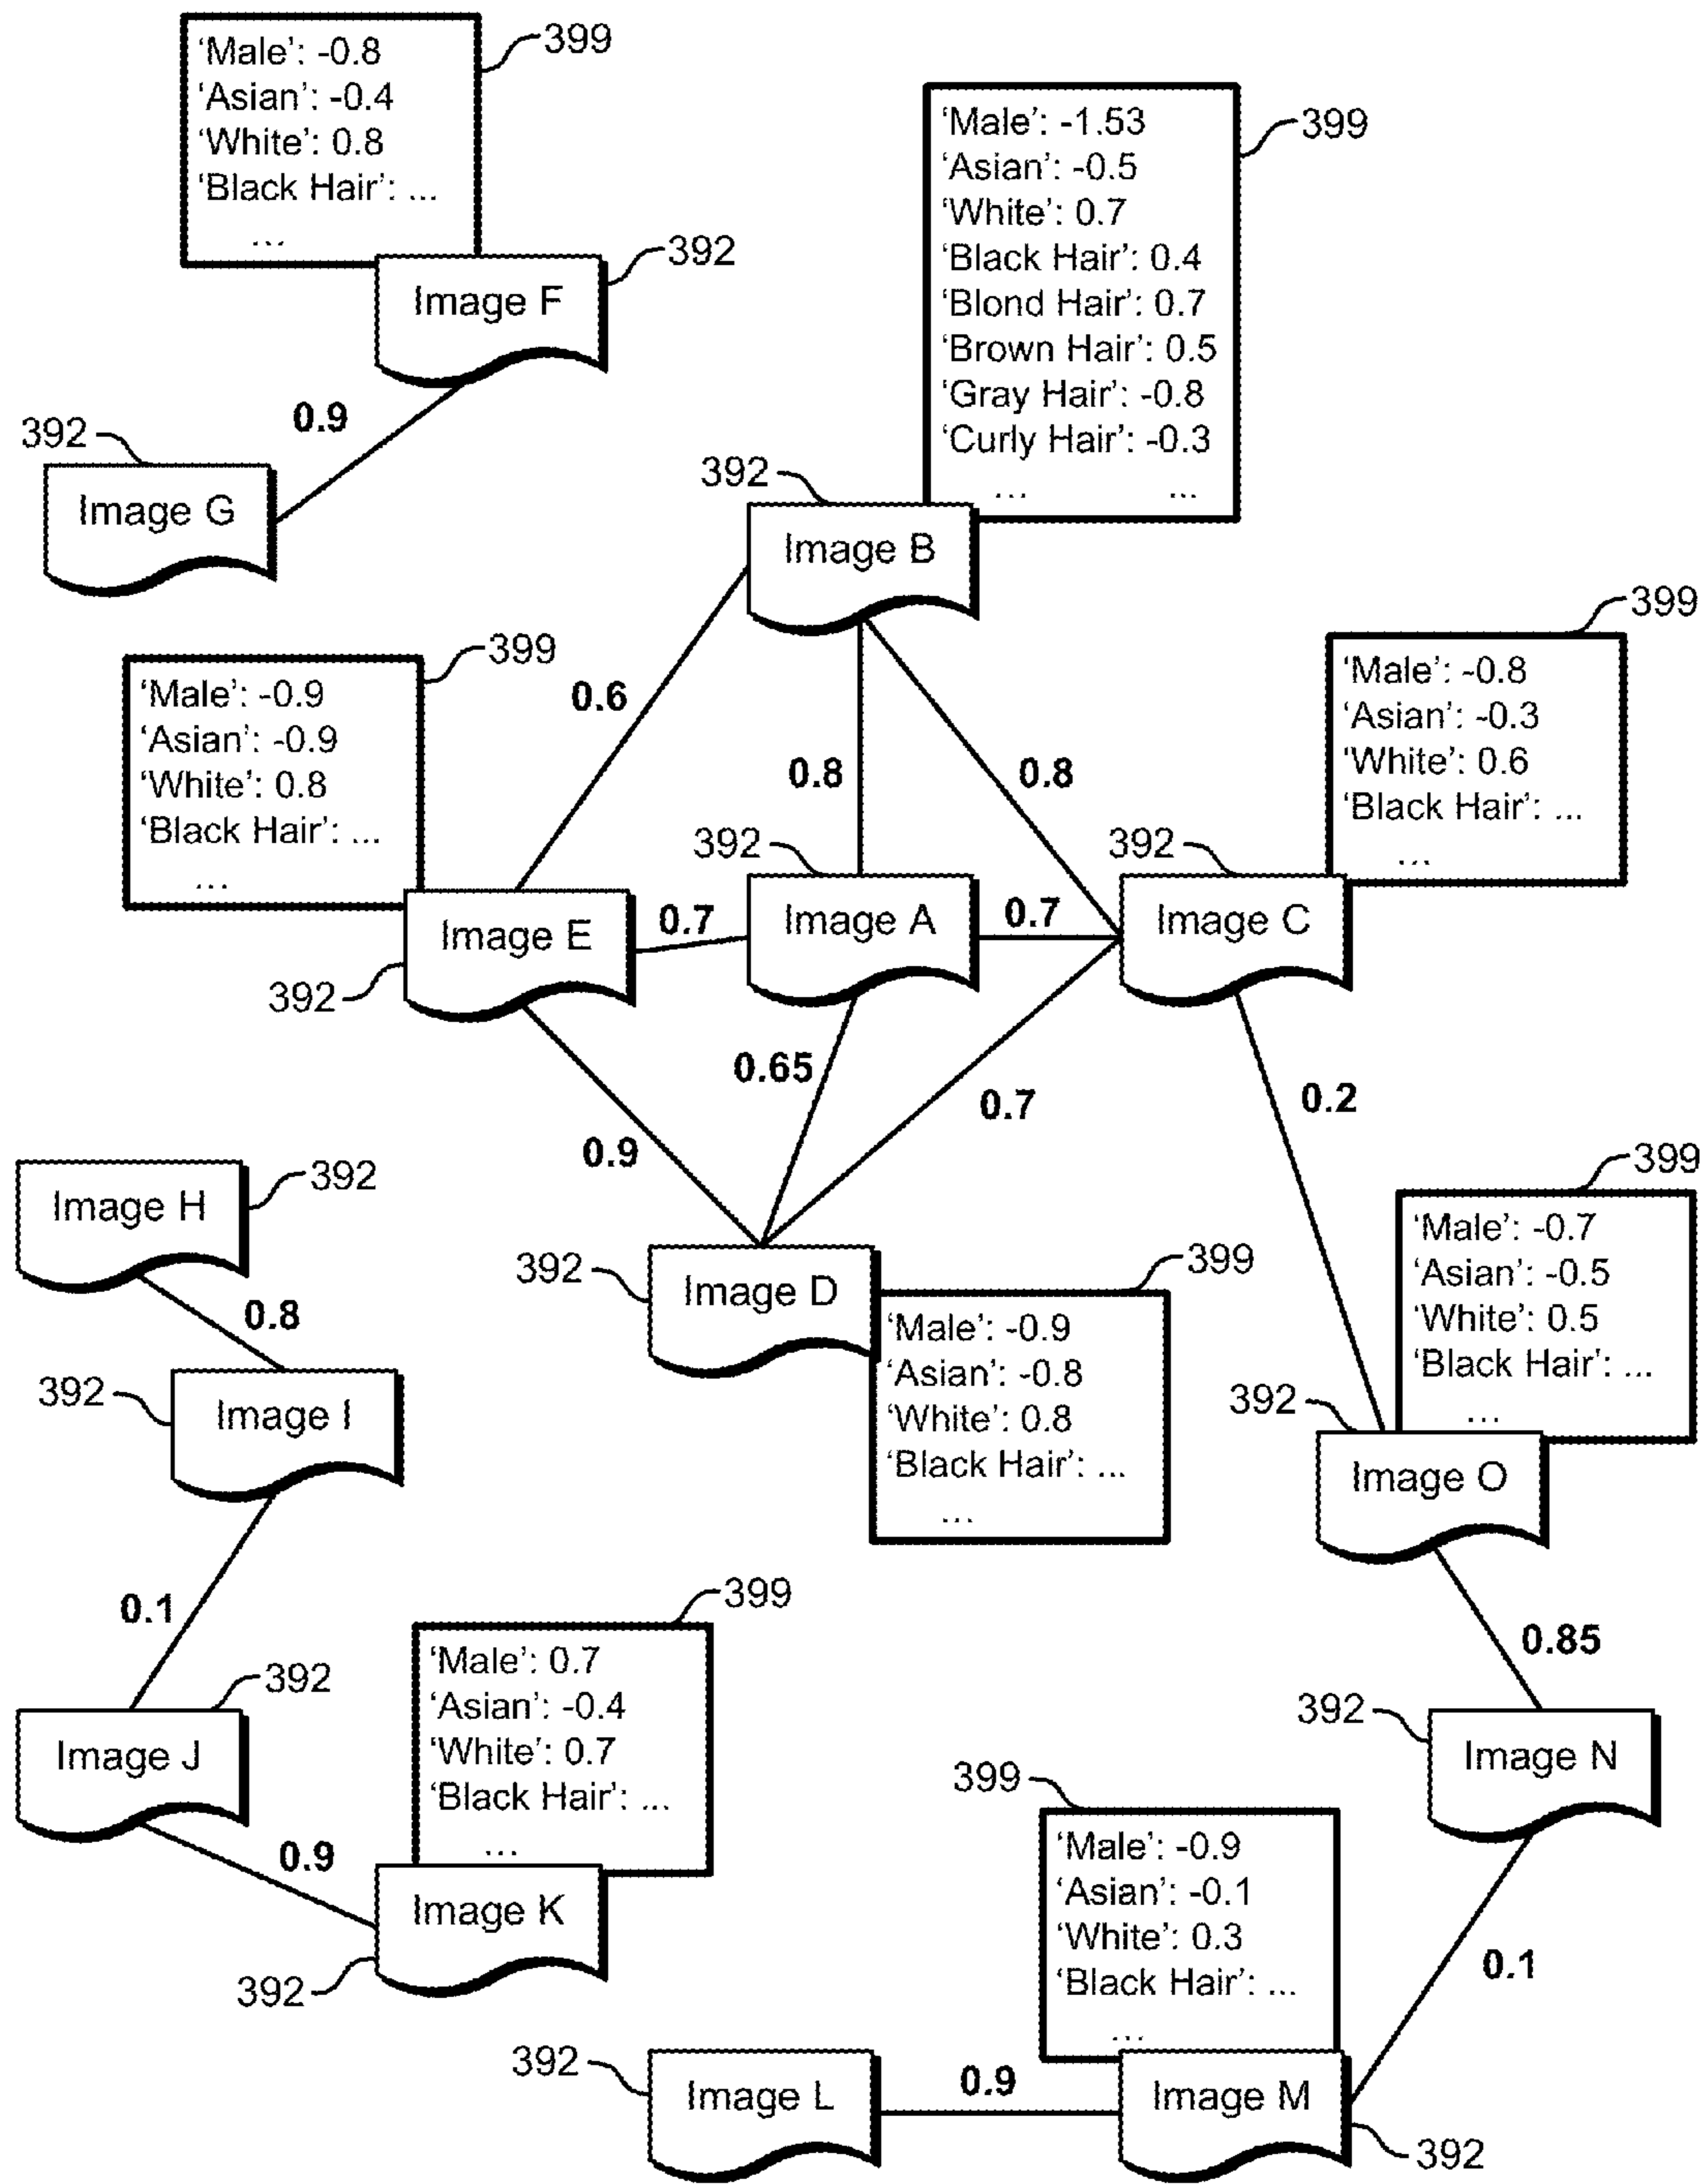 ‘Male’: -0.8
‘Asian’: -0.4
‘White’: 0.8
‘Black Hair’: ...
...
399
Image F
392
0.9
392
Image G
‘Male’: -1.53
‘Asian’: -0.5
‘White’: 0.7
‘Black Hair’: 0.4
‘Blond Hair’: 0.7
‘Brown Hair’: 0.5
‘Gray Hair’: -0.8
‘Curly Hair’: -0.3
... ...
399
392
Image B
‘Male’: -0.9
‘Asian’: -0.9
‘White’: 0.8
‘Black Hair’: ...
...
399
0.6
0.8
0.8
‘Male’: -0.8
‘Asian’: -0.3
‘White’: 0.6
‘Black Hair’: ...
...
399
Image E
392
0.7
392
Image A
0.7
392
Image C
0.65
0.9
0.7
0.2
Image H
392
0.8
392
Image I
392
Image D
‘Male’: -0.9
‘Asian’: -0.8
‘White’: 0.8
‘Black Hair’: ...
...
399
‘Male’: -0.7
‘Asian’: -0.5
‘White’: 0.5
‘Black Hair’: ...
...
399
392
Image O
0.1
0.85
Image J
392
‘Male’: 0.7
‘Asian’: -0.4
‘White’: 0.7
‘Black Hair’: ...
...
399
0.9
Image K
392
392
Image N
399
‘Male’: -0.9
‘Asian’: -0.1
‘White’: 0.3
‘Black Hair’: ...
...
0.1
392
Image L
0.9
Image M
392